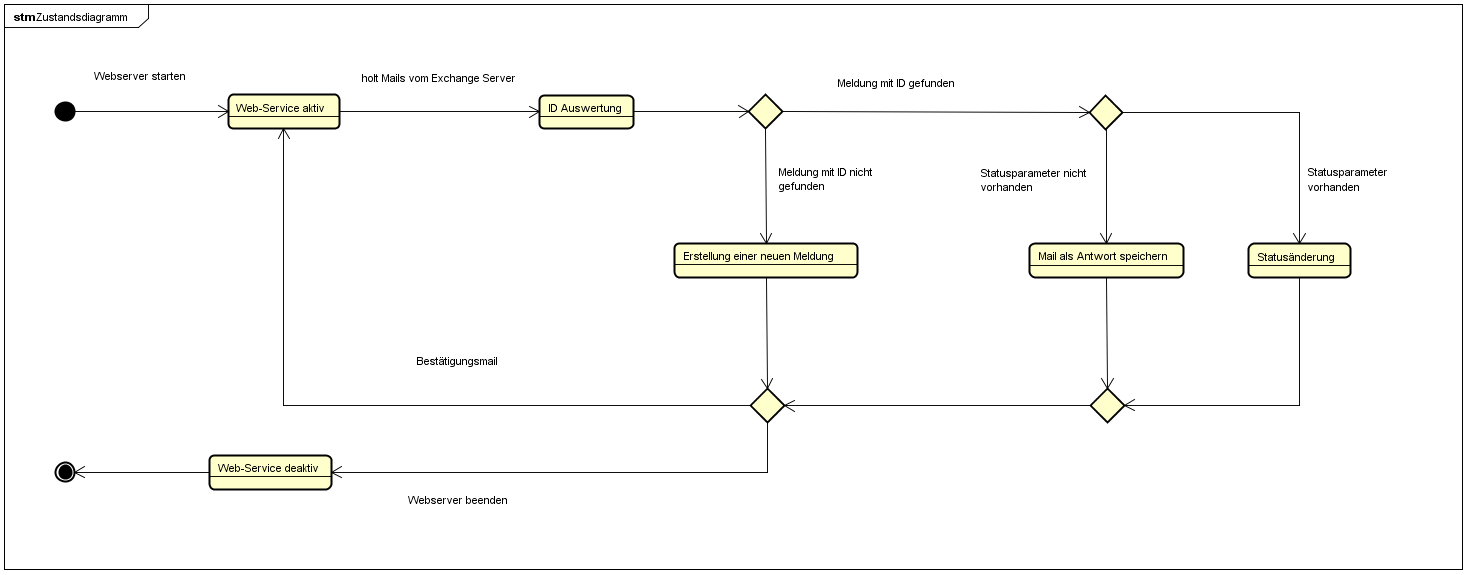 stmZustandsdiagramm
Webserver starten
holt Mails vom Exchange Server
Meldung mit ID gefunden
Web-Service aktiv
ID Auswertung
Meldung mit ID nicht
gefunden
Statusparameter nicht
vorhanden
Statusparameter
vorhanden
Erstellung einer neuen Meldung
Mail als Antwort speichern
Statusänderung
Bestätigungsmail
Web-Service deaktiv
Webserver beenden